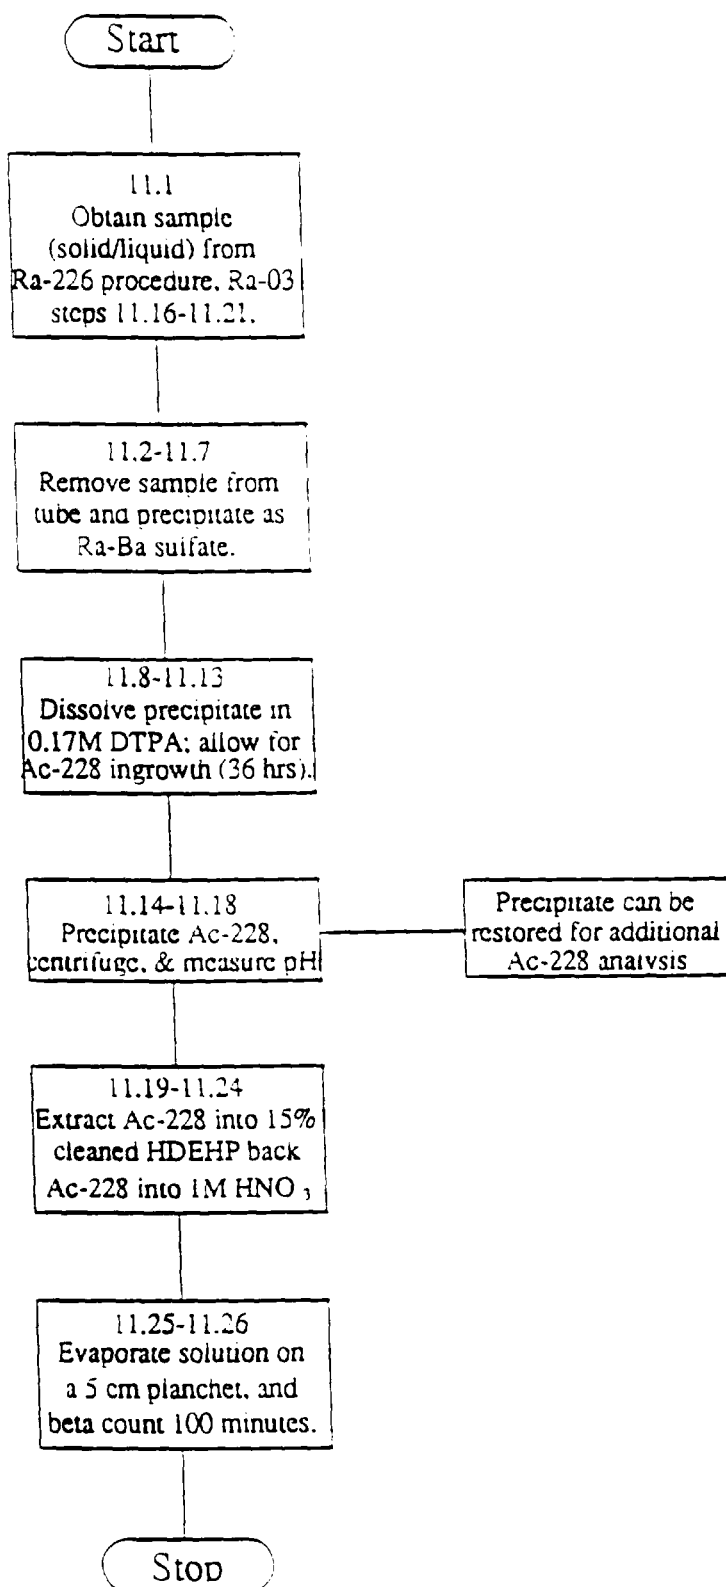 Start
11.1
Obtain sample
(solid/liquid) from
Ra-226 procedure, Ra-03
steps 11.16-11.21.
11.2-11.7
Remove sample from
tube and precipitate as
Ra-Ba sulfate.
11.8-11.13
Dissolve precipitate in
0.17M DTPA; allow for
Ac-228 ingrowth (36 hrs).
11.14-11.18
Precipitate Ac-228,
centrifuge, & measure pH
Precipitate can be
restored for additional
Ac-228 analysis
11.19-11.24
Extract Ac-228 into 15%
cleaned HDEHP back
Ac-228 into 1M HNO₃
11.25-11.26
Evaporate solution on
a 5 cm planchet, and
beta count 100 minutes.
Stop